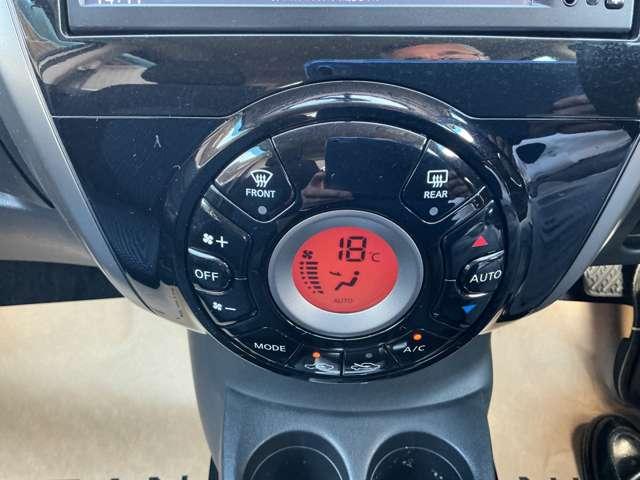 FRONT
REAR
+
18°C
OFF
AUTO
AUTO
−
MODE
A/C